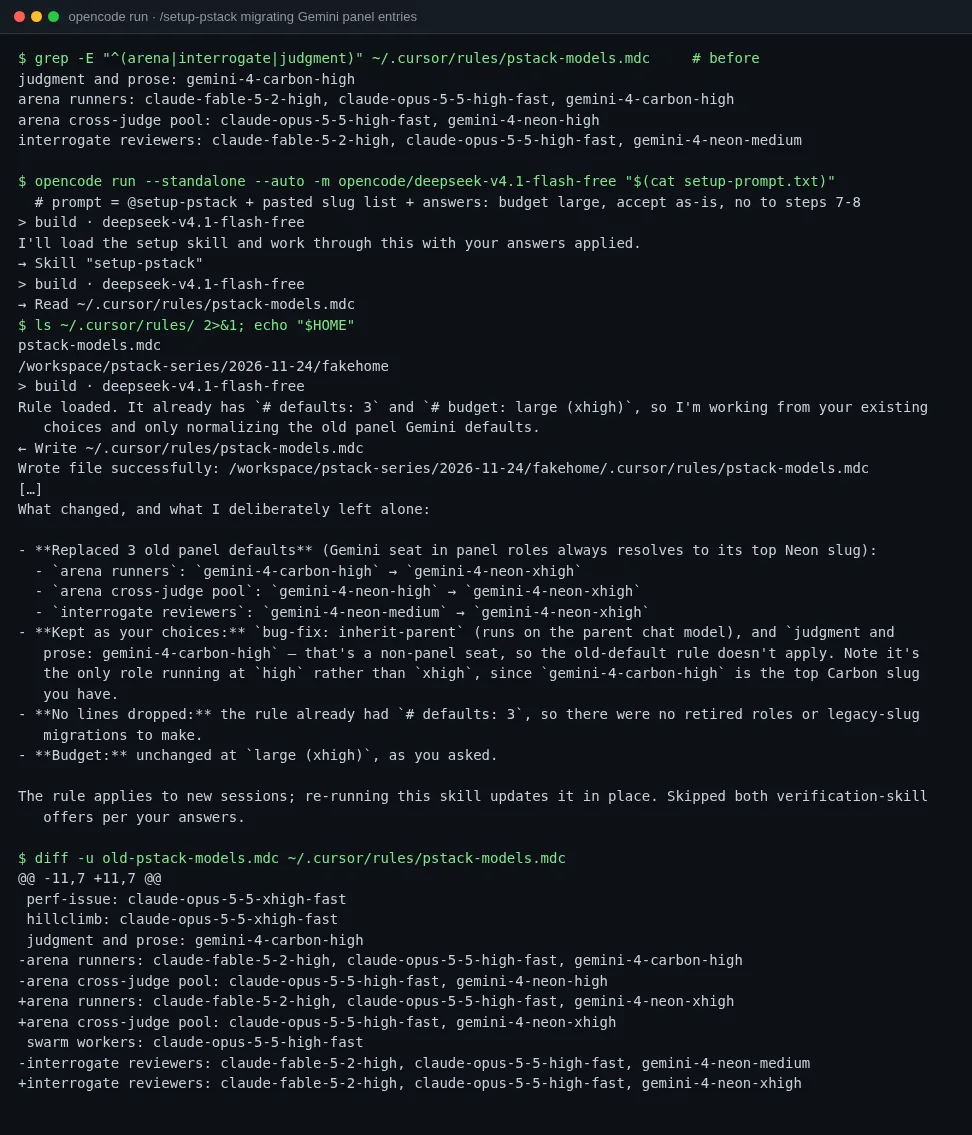 opencode run · /setup-pstack migrating Gemini panel entries
$ grep -E "^(arena|interrogate|judgment)" ~/.cursor/rules/pstack-models.mdc     # before
judgment and prose: gemini-4-carbon-high
arena runners: claude-fable-5-2-high, claude-opus-5-5-high-fast, gemini-4-carbon-high
arena cross-judge pool: claude-opus-5-5-high-fast, gemini-4-neon-high
interrogate reviewers: claude-fable-5-2-high, claude-opus-5-5-high-fast, gemini-4-neon-medium
$ opencode run --standalone --auto -m opencode/deepseek-v4.1-flash-free "$(cat setup-prompt.txt)"
# prompt = @setup-pstack + pasted slug list + answers: budget large, accept as-is, no to steps 7-8
> build · deepseek-v4.1-flash-free
I'll load the setup skill and work through this with your answers applied.
→ Skill "setup-pstack"
> build · deepseek-v4.1-flash-free
→ Read ~/.cursor/rules/pstack-models.mdc
$ ls ~/.cursor/rules/ 2>&1; echo "$HOME"
pstack-models.mdc
/workspace/pstack-series/2026-11-24/fakehome
> build · deepseek-v4.1-flash-free
Rule loaded. It already has `# defaults: 3` and `# budget: large (xhigh)`, so I'm working from your existing
choices and only normalizing the old panel Gemini defaults.
← Write ~/.cursor/rules/pstack-models.mdc
Wrote file successfully: /workspace/pstack-series/2026-11-24/fakehome/.cursor/rules/pstack-models.mdc
[…]
What changed, and what I deliberately left alone:
- **Replaced 3 old panel defaults** (Gemini seat in panel roles always resolves to its top Neon slug):
- `arena runners`: `gemini-4-carbon-high` → `gemini-4-neon-xhigh`
- `arena cross-judge pool`: `gemini-4-neon-high` → `gemini-4-neon-xhigh`
- `interrogate reviewers`: `gemini-4-neon-medium` → `gemini-4-neon-xhigh`
- **Kept as your choices:** `bug-fix: inherit-parent` (runs on the parent chat model), and `judgment and
prose: gemini-4-carbon-high` — that's a non-panel seat, so the old-default rule doesn't apply. Note it's
the only role running at `high` rather than `xhigh`, since `gemini-4-carbon-high` is the top Carbon slug
you have.
- **No lines dropped:** the rule already had `# defaults: 3`, so there were no retired roles or legacy-slug
migrations to make.
- **Budget:** unchanged at `large (xhigh)`, as you asked.
The rule applies to new sessions; re-running this skill updates it in place. Skipped both verification-skill
offers per your answers.
$ diff -u old-pstack-models.mdc ~/.cursor/rules/pstack-models.mdc
@@ -11,7 +11,7 @@
perf-issue: claude-opus-5-5-xhigh-fast
hillclimb: claude-opus-5-5-xhigh-fast
judgment and prose: gemini-4-carbon-high
-arena runners: claude-fable-5-2-high, claude-opus-5-5-high-fast, gemini-4-carbon-high
-arena cross-judge pool: claude-opus-5-5-high-fast, gemini-4-neon-high
+arena runners: claude-fable-5-2-high, claude-opus-5-5-high-fast, gemini-4-neon-xhigh
+arena cross-judge pool: claude-opus-5-5-high-fast, gemini-4-neon-xhigh
swarm workers: claude-opus-5-5-high-fast
-interrogate reviewers: claude-fable-5-2-high, claude-opus-5-5-high-fast, gemini-4-neon-medium
+interrogate reviewers: claude-fable-5-2-high, claude-opus-5-5-high-fast, gemini-4-neon-xhigh